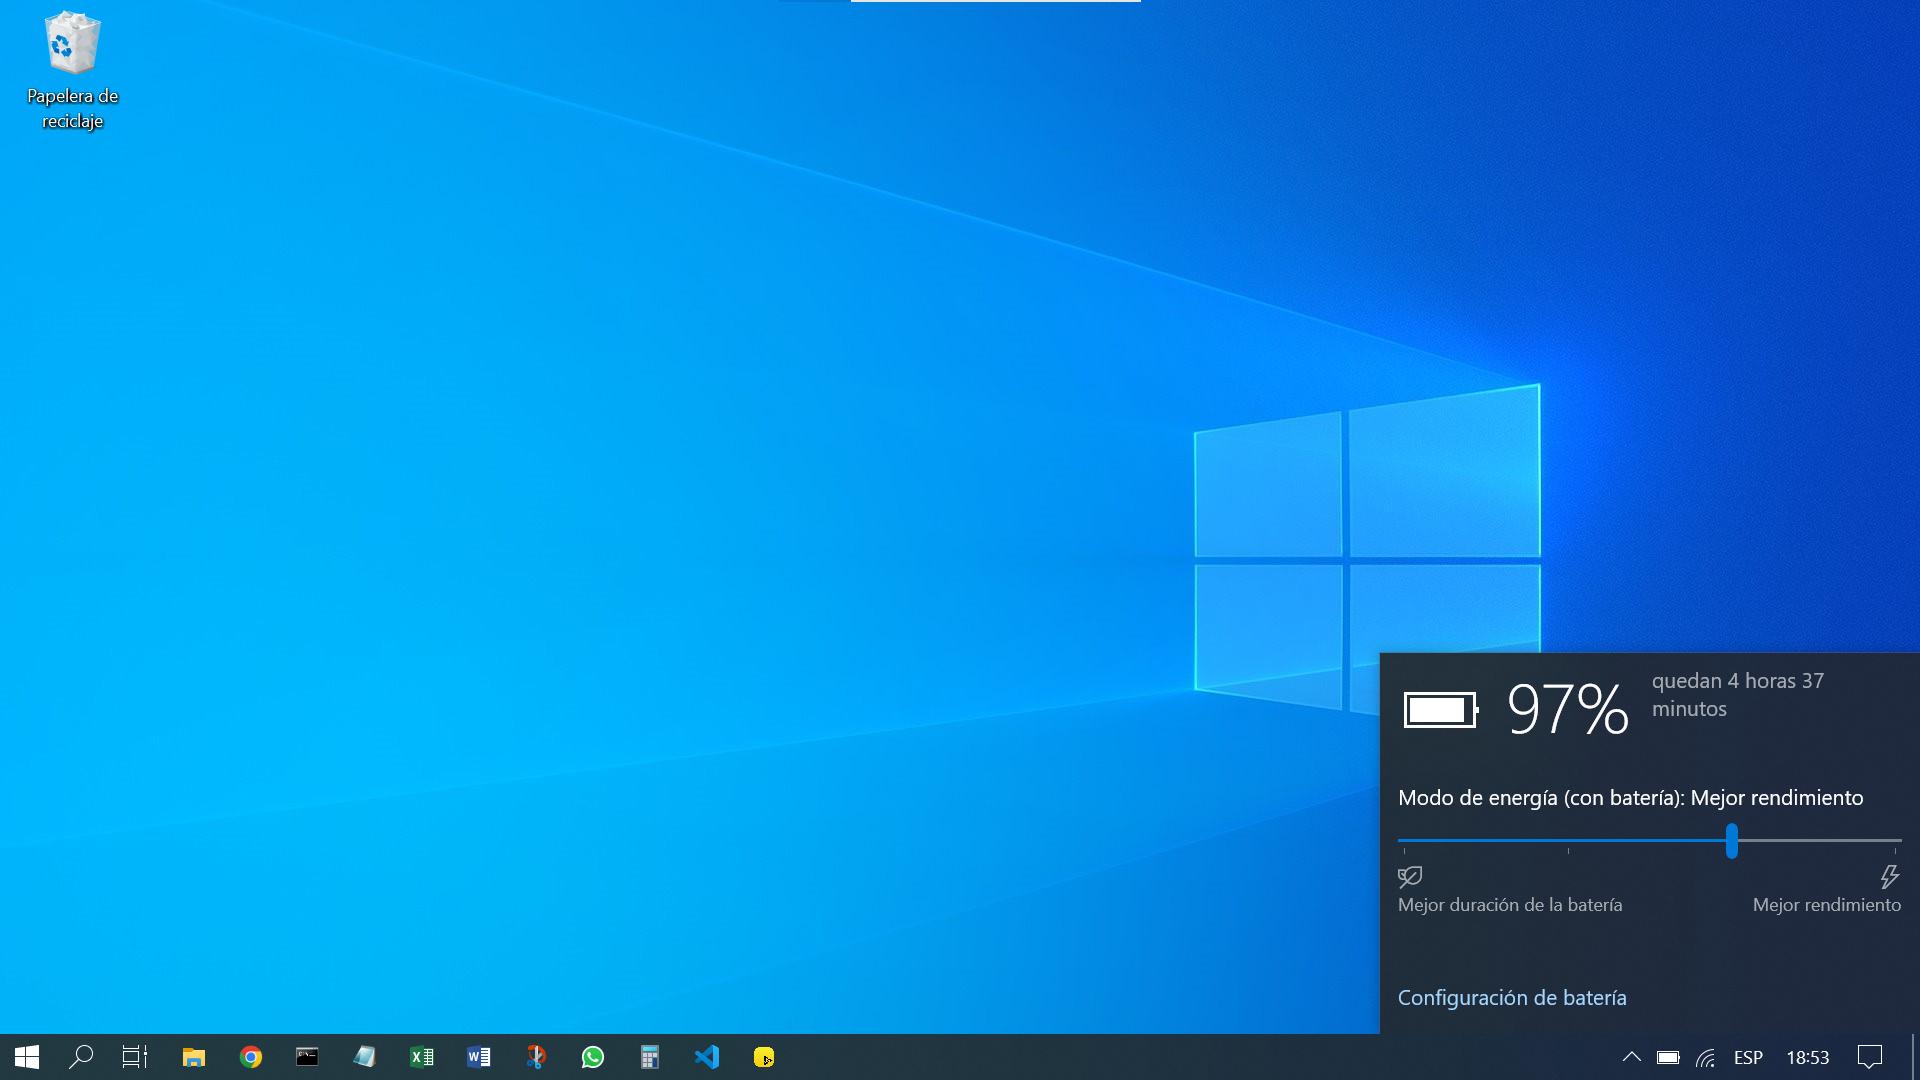 Papelera de
reciclaje
97%
quedan 4 horas 37
minutos
Modo de energía (con batería): Mejor rendimiento
Mejor duración de la batería
Mejor rendimiento
Configuración de batería
ESP
18:53